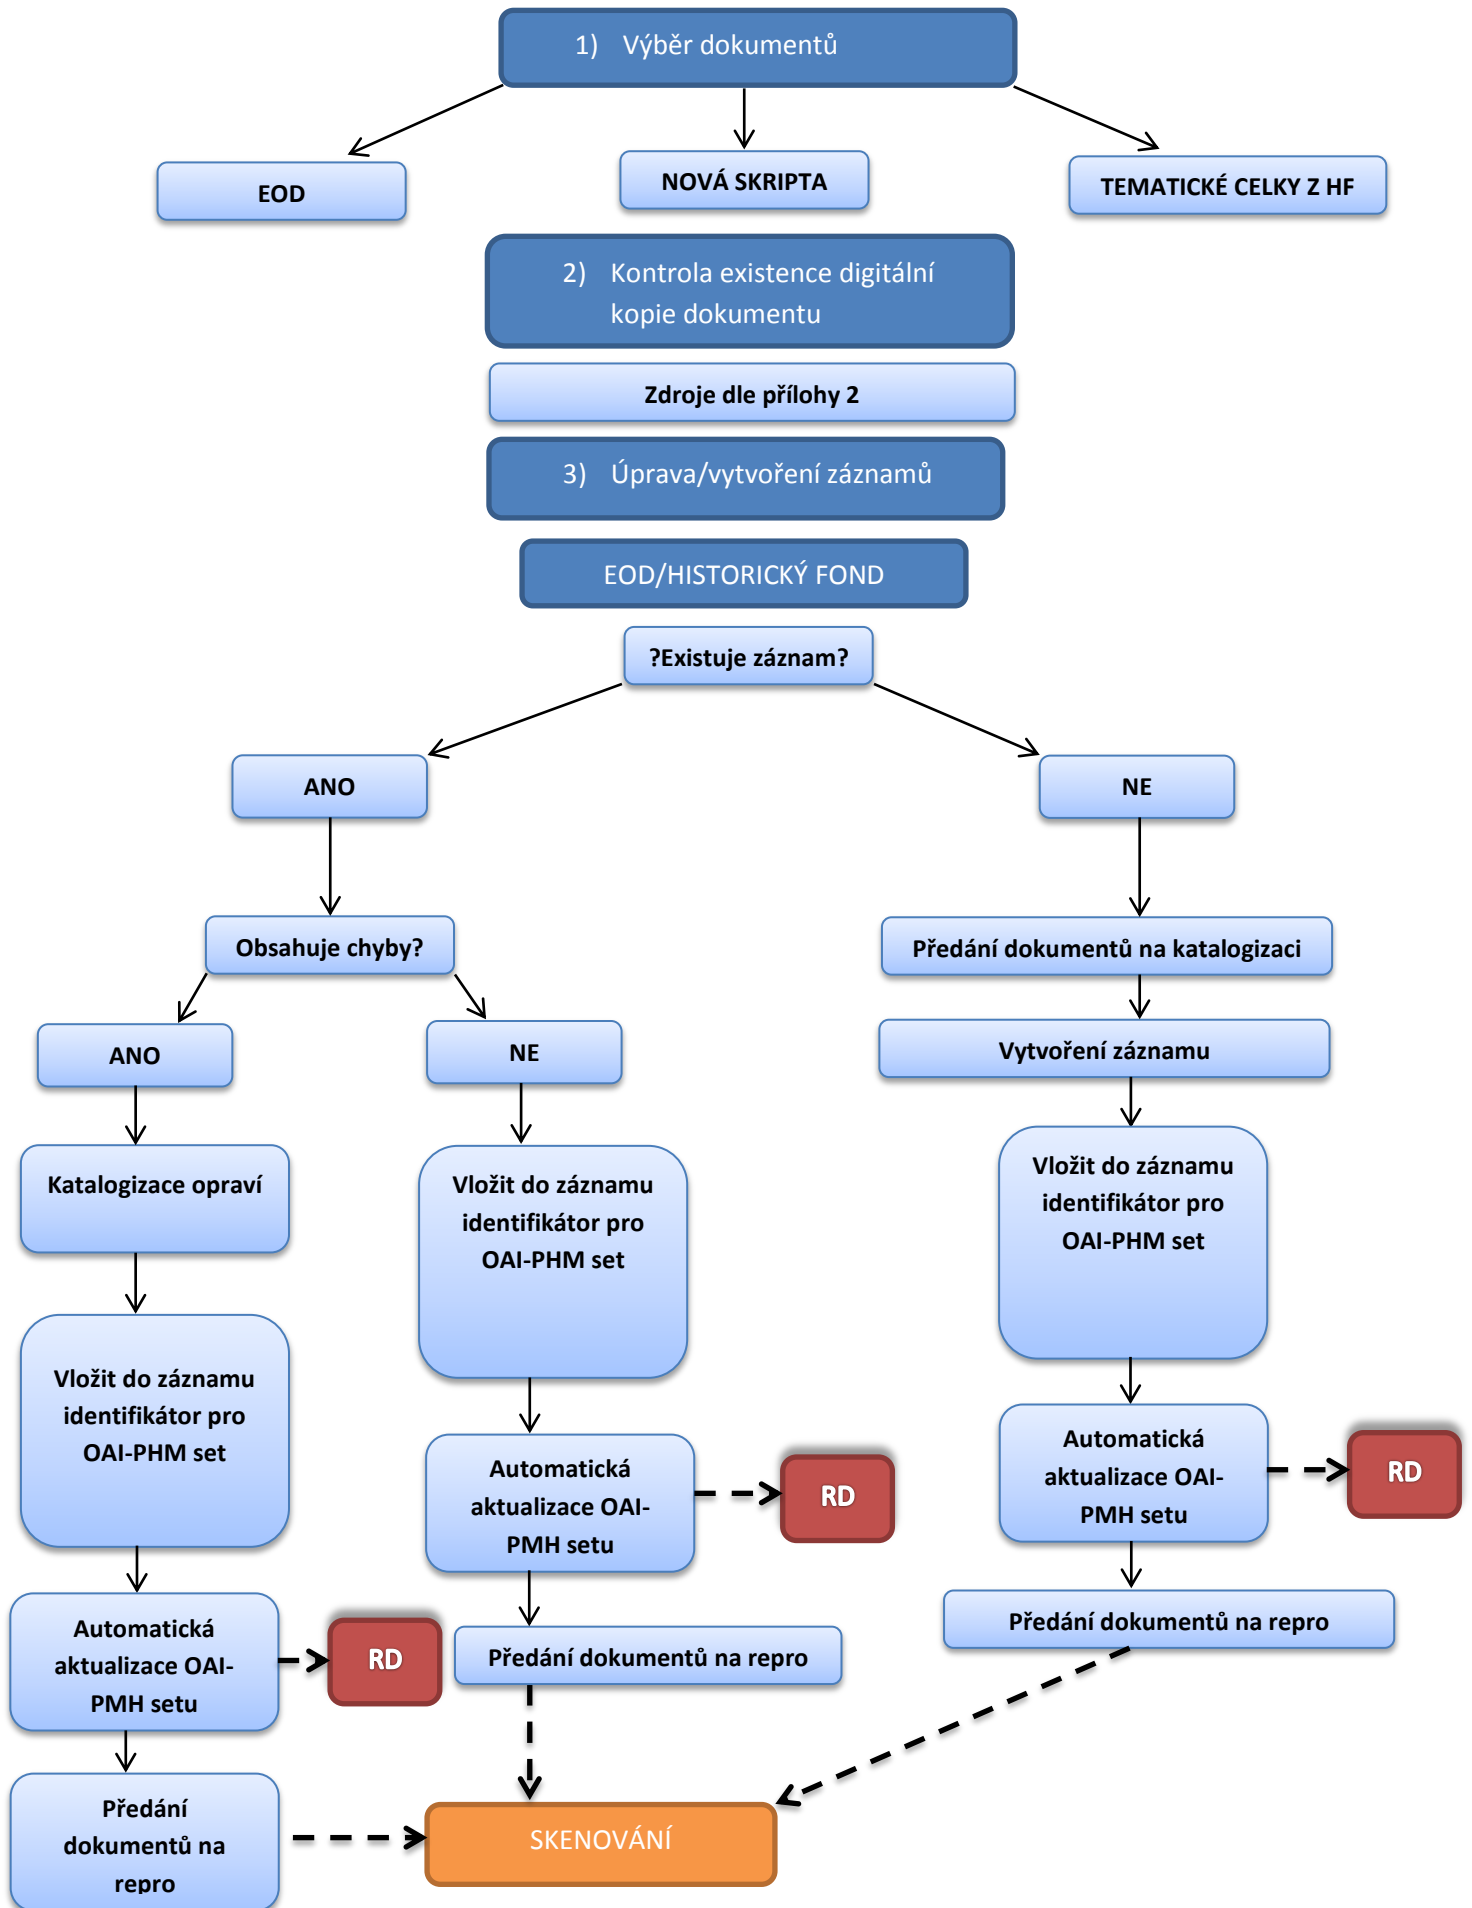 1) Výběr dokumentů
EOD
NOVÁ SKRIPTA
TEMATICKÉ CELKY Z HF
2) Kontrola existence digitální
kopie dokumentu
Zdroje dle přílohy 2
3) Úprava/vytvoření záznamů
EOD/HISTORICKÝ FOND
?Existuje záznam?
ANO
NE
Obsahuje chyby?
Předání dokumentů na katalogizaci
ANO
NE
Vytvoření záznamu
Katalogizace opraví
Vložit do záznamu
identifikátor pro
OAI-PHM set
Vložit do záznamu
identifikátor pro
OAI-PHM set
Vložit do záznamu
identifikátor pro
OAI-PHM set
Automatická
aktualizace OAI-
PMH setu
RD
Automatická
aktualizace OAI-
PMH setu
RD
Automatická
aktualizace OAI-
PMH setu
RD
Předání dokumentů na repro
Předání dokumentů na repro
Předání
dokumentů na
repro
SKENOVÁNÍ